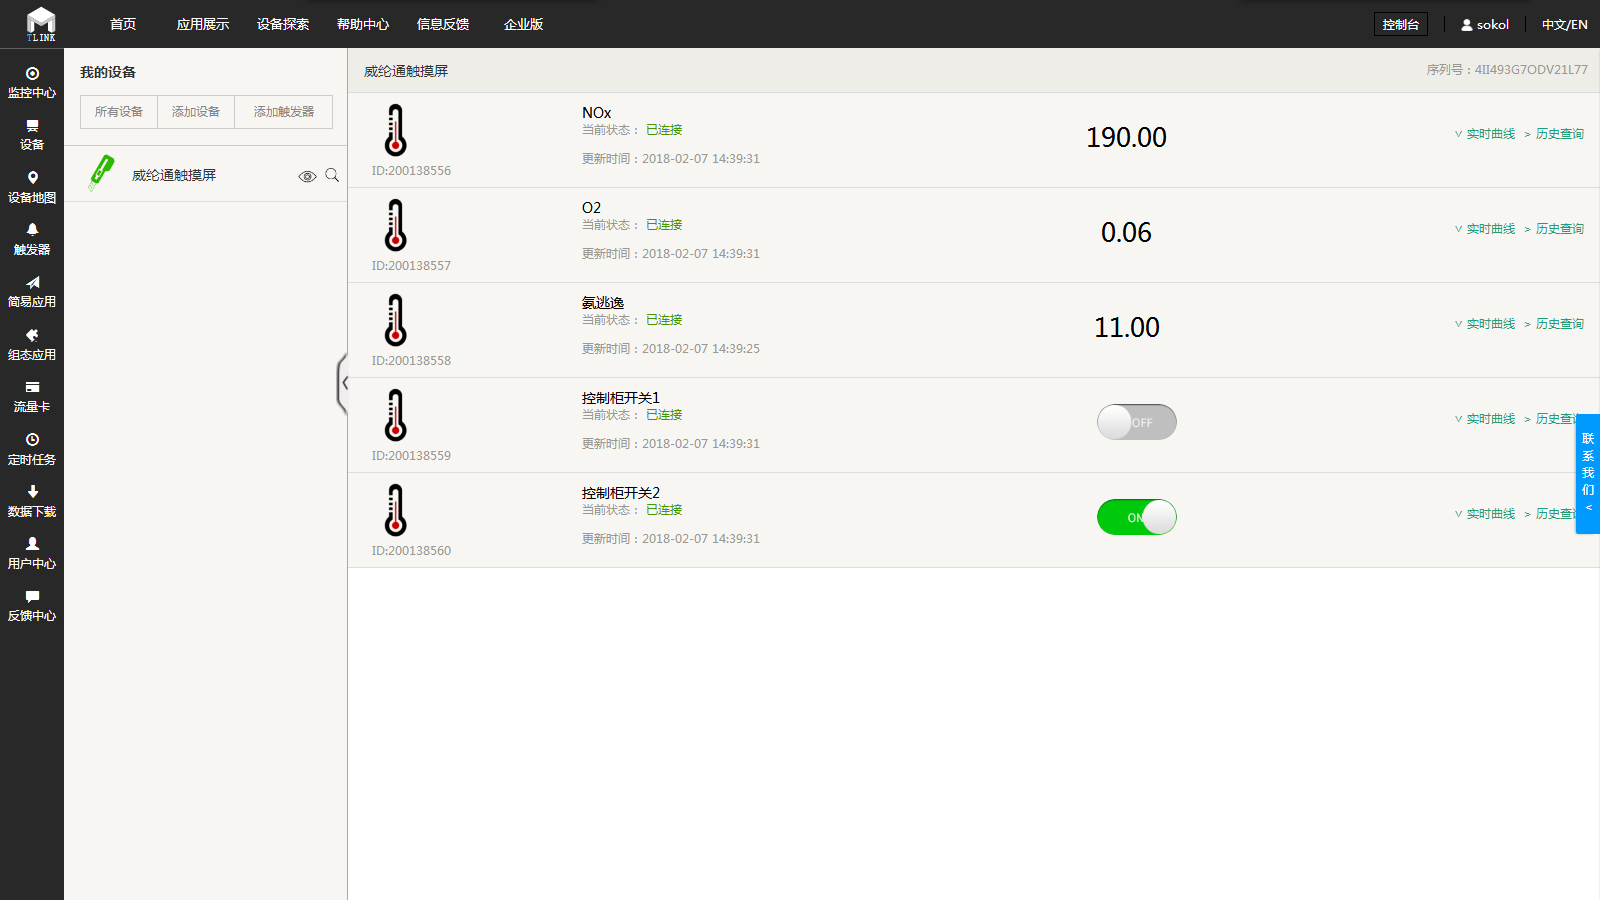 TLINK
首页 应用展示 设备探索 帮助中心 信息反馈 企业版 控制台 sokol 中文/EN
监控中心
设备
设备地图
触发器
简易应用
组态应用
流量卡
定时任务
数据下载
用户中心
反馈中心
我的设备
所有设备 添加设备 添加触发器
威纶通触摸屏
威纶通触摸屏 序列号：4II493G7ODV21L77
NOx
当前状态： 已连接
更新时间：2018-02-07 14:39:31
ID:200138556
190.00
实时曲线 > 历史查询
O2
当前状态： 已连接
更新时间：2018-02-07 14:39:31
ID:200138557
0.06
实时曲线 > 历史查询
氨逃逸
当前状态： 已连接
更新时间：2018-02-07 14:39:25
ID:200138558
11.00
实时曲线 > 历史查询
控制柜开关1
当前状态： 已连接
更新时间：2018-02-07 14:39:31
ID:200138559
OFF
实时曲线 > 历史查询
控制柜开关2
当前状态： 已连接
更新时间：2018-02-07 14:39:31
ID:200138560
ON
实时曲线 > 历史查询
联系我们 <